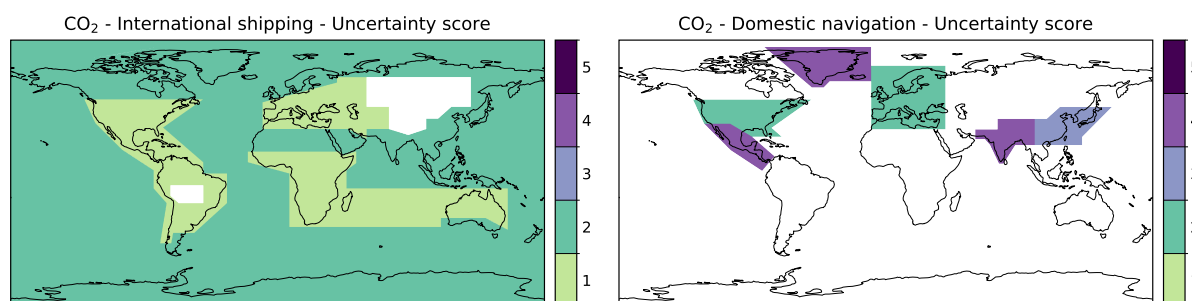 CO₂ - International shipping - Uncertainty score
CO₂ - Domestic navigation - Uncertainty score
5
4
3
2
1